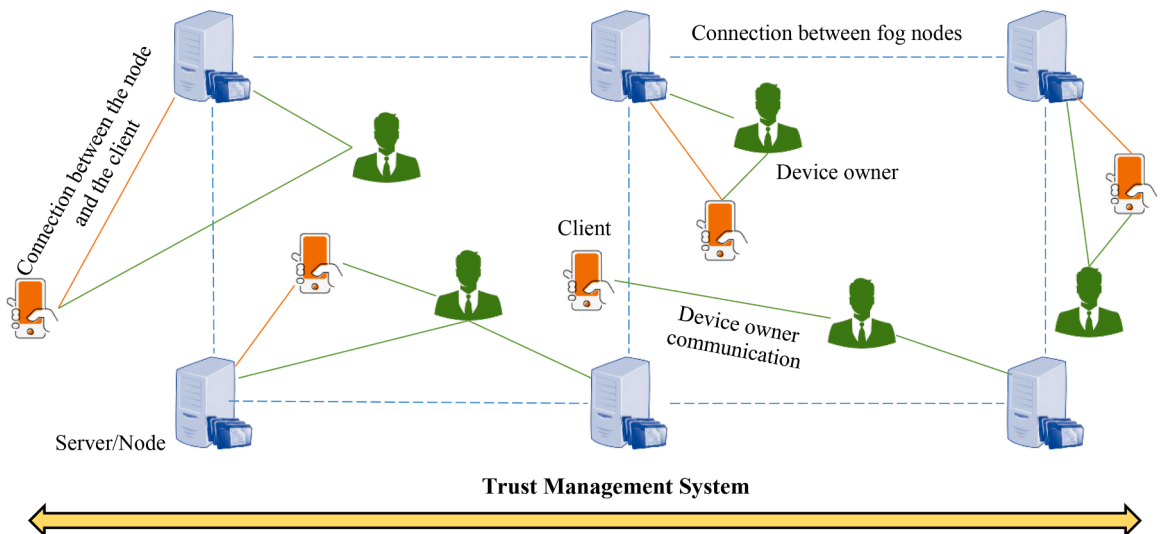 Connection between fog nodes
Connection between the node
and the client
Device owner
Client
Device owner
communication
Server/Node
Trust Management System